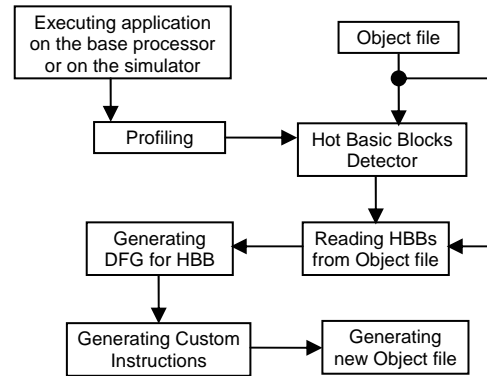 Executing application
on the base processor
or on the simulator
Object file
Profiling
Hot Basic Blocks
Detector
Generating
DFG for HBB
Reading HBBs
from Object file
Generating Custom
Instructions
Generating
new Object file